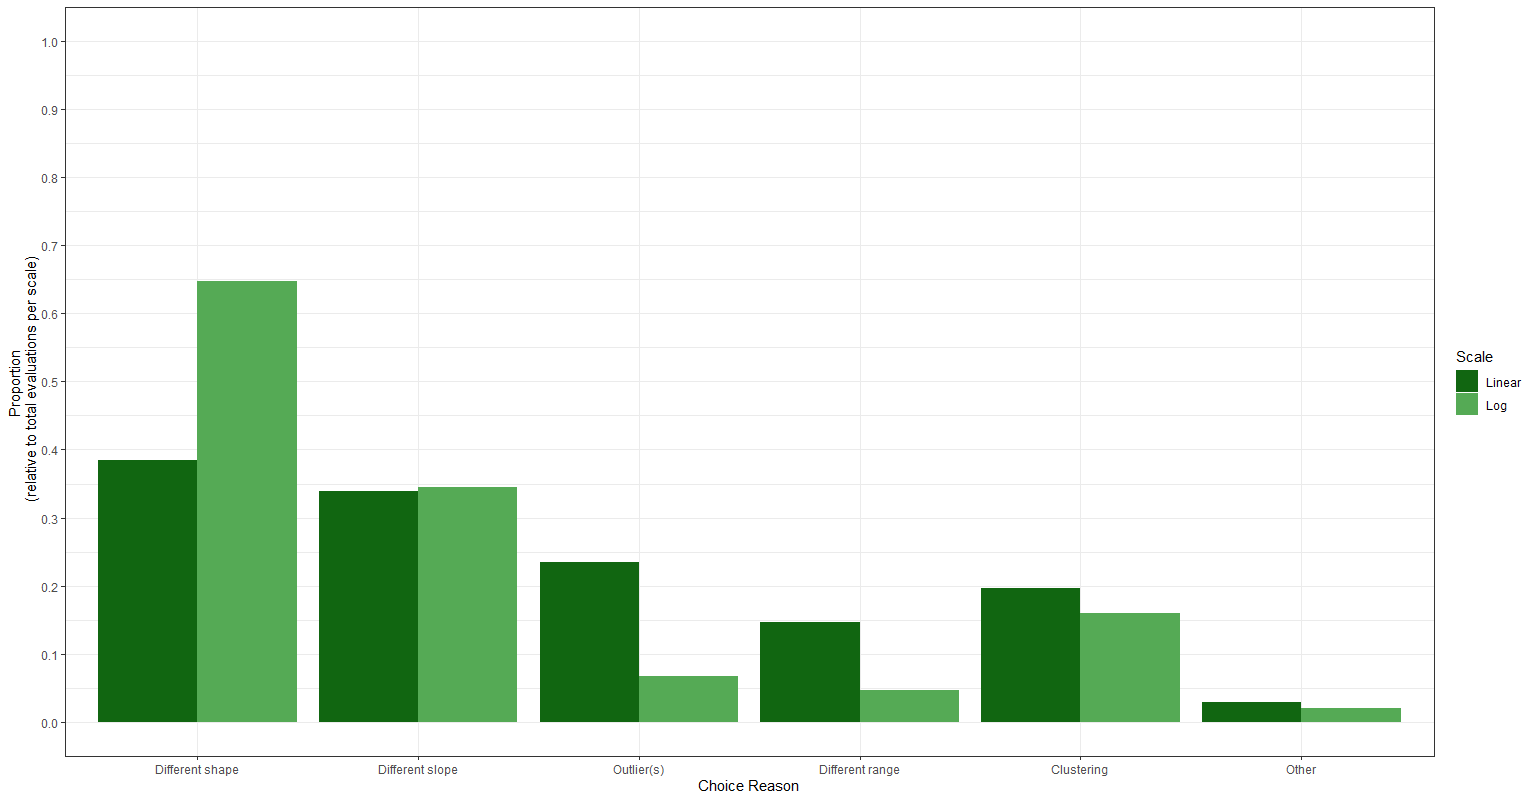 Proportion
(relative to total evaluations per scale)
1.0
0.9
0.8
0.7
0.6
0.5
0.4
0.3
0.2
0.1
0.0
Different shape
Different slope
Outlier(s)
Different range
Clustering
Other
Choice Reason
Scale
Linear
Log